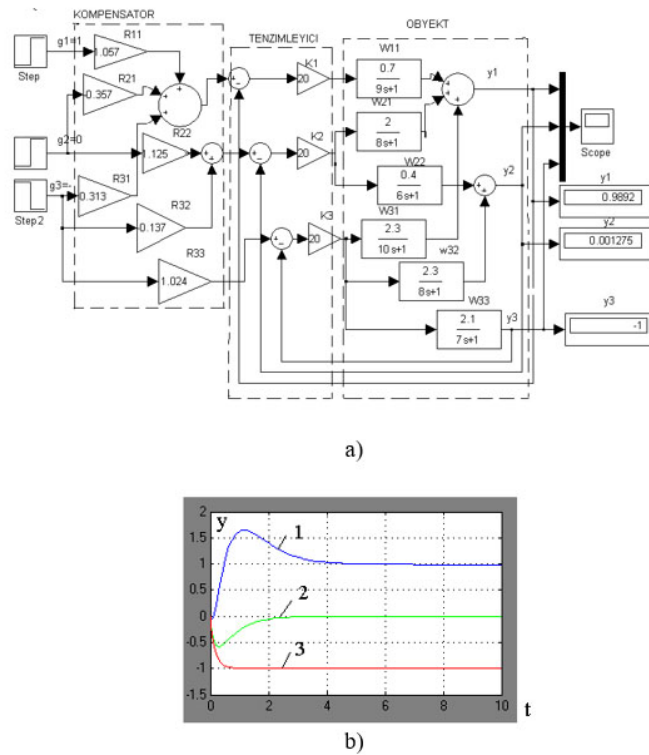 KOMPENSATOR
TENZIMLEYICI
OBYEKT
g1=1
R11
1.057
Step
R21
0.357
g2=0
R22
1.125
g3=-
Step2
R31
0.313
R32
0.137
R33
1.024
K1
20
K2
20
K3
20
W11
0.7
9s+1
W21
2
8s+1
W22
0.4
6s+1
W31
2.3
10s+1
w32
2.3
8s+1
W33
2.1
7s+1
y1
y2
y3
Scope
y1
0.9892
y2
0.001275
y3
-1
a)
y
2
1.5
1
0.5
0
-0.5
-1
-1.5
0
2
4
6
8
10
t
1
2
3
b)